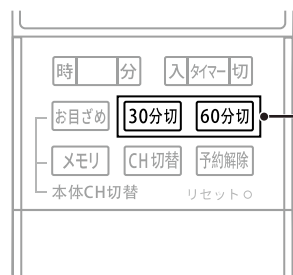 時 分 入 タイマー 切
お目ざめ 30分切 60分切
メモリ CH切替 予約解除
本体CH切替 リセット